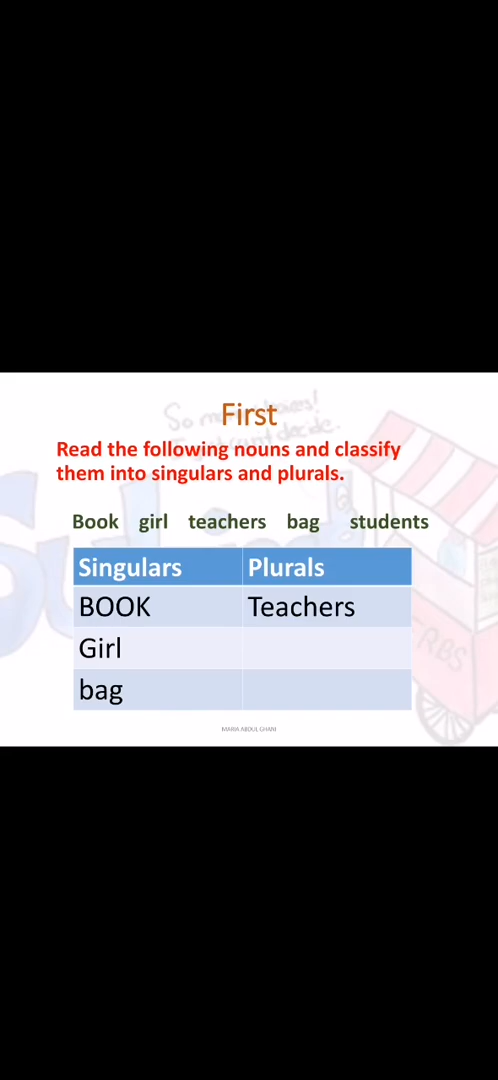 First
Read the following nouns and classify
them into singulars and plurals.
Book girl teachers bag students
Singulars Plurals
BOOK Teachers
Girl
bag
MARIA ABDUL GHANI